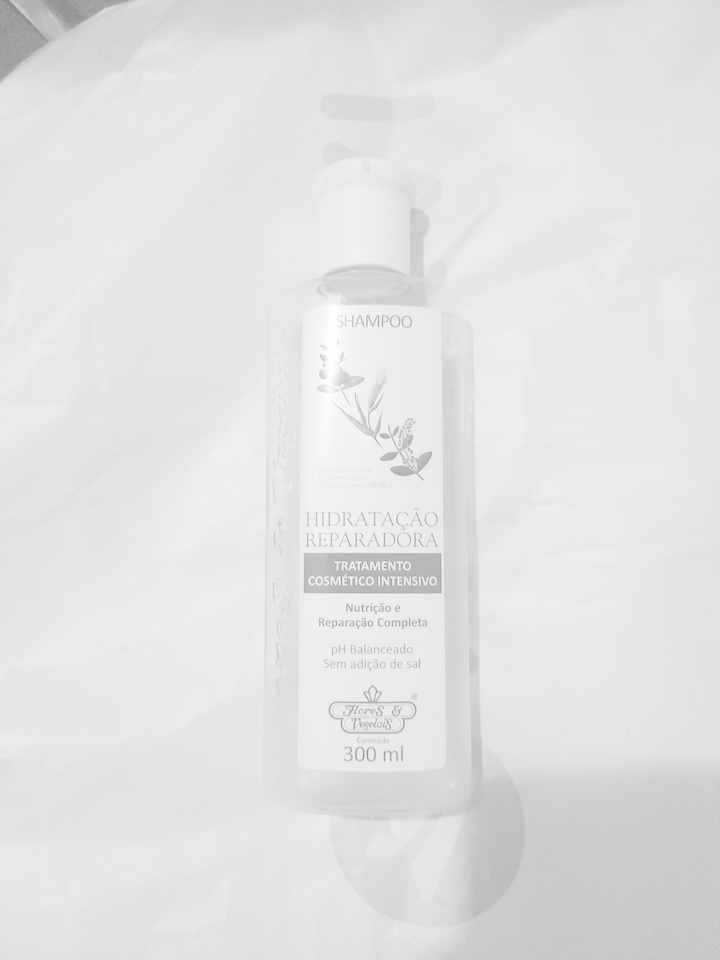 SHAMPOO
HIDRATAÇÃO
REPARADORA
TRATAMENTO
COSMÉTICO INTENSIVO
Nutrição e
Reparação Completa
pH Balanceado
Sem adição de sal
Flores &
Vegetais
®
Conteúdo
300 ml